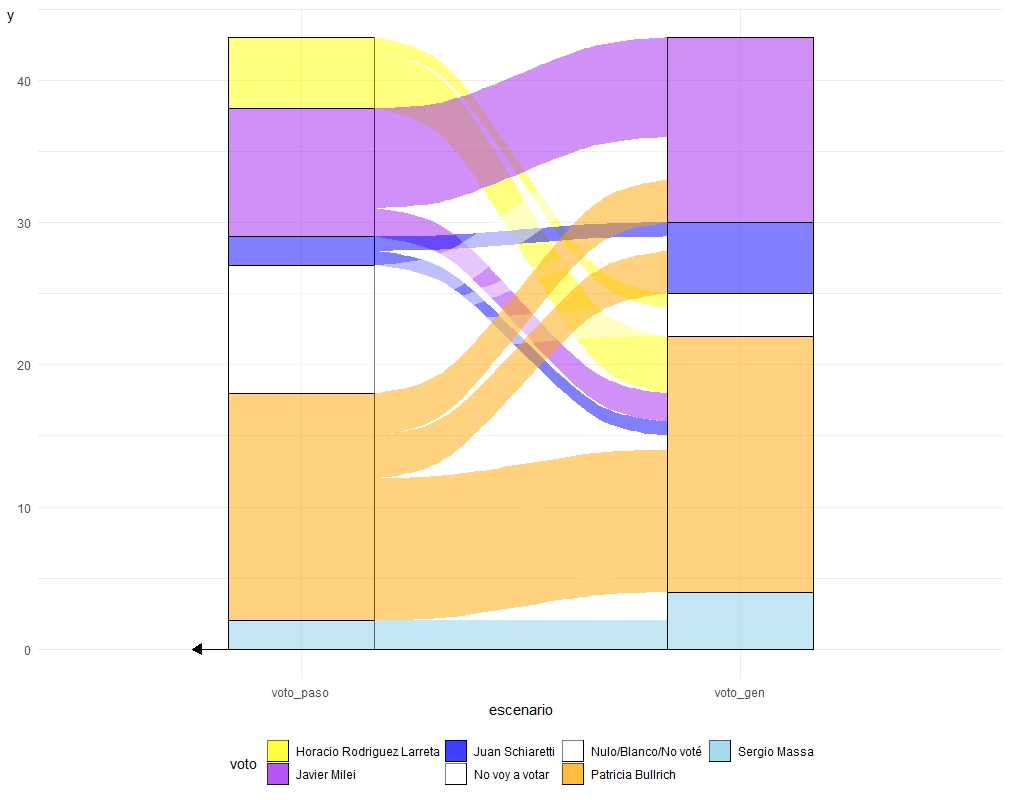 y
40
30
20
10
0
voto_paso
voto_gen
escenario
voto
Horacio Rodriguez Larreta
Juan Schiaretti
Nulo/Blanco/No voté
Sergio Massa
Javier Milei
No voy a votar
Patricia Bullrich